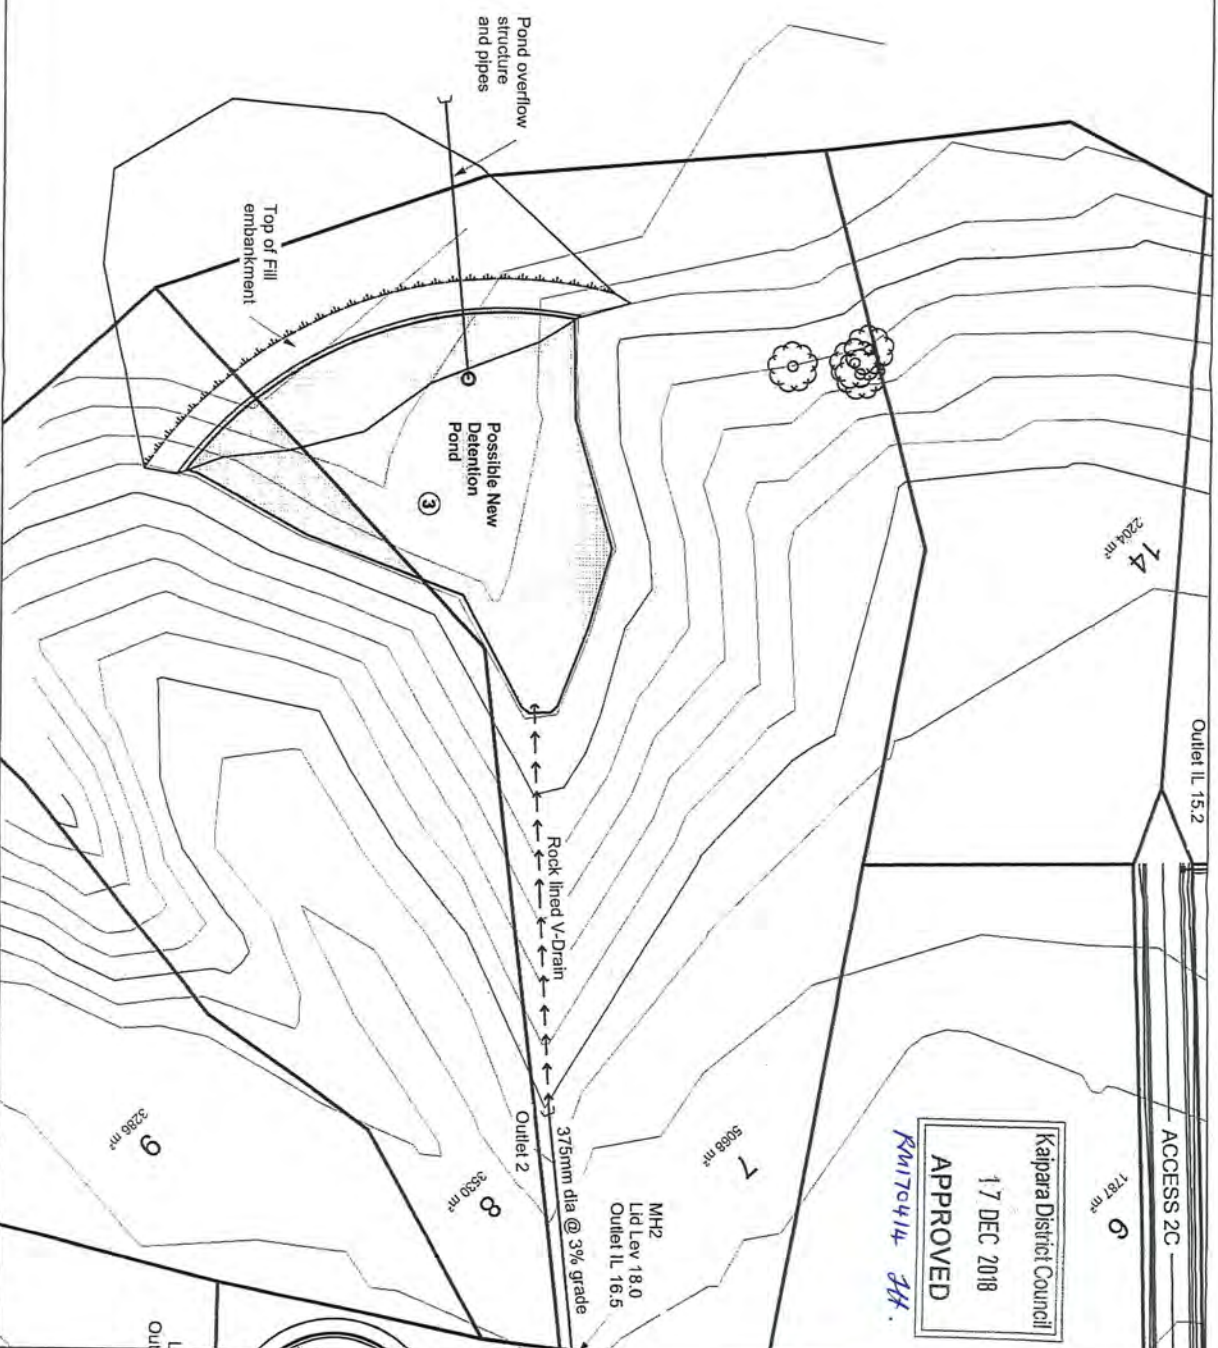 Pond overflow
structure
and pipes
Top of Fill
embankment
Possible New
Detention
Pond
3
Rock lined V-Drain
Outlet 2
375mm dia @ 3% grade
MH2
Lid Lev 18.0
Outlet IL 16.5
Outlet IL 15.2
ACCESS 2C
14
2204 m²
6
1787 m²
7
5068 m²
8
3530 m²
9
3286 m²
Kaipara District Council
17 DEC 2018
APPROVED
RM170414